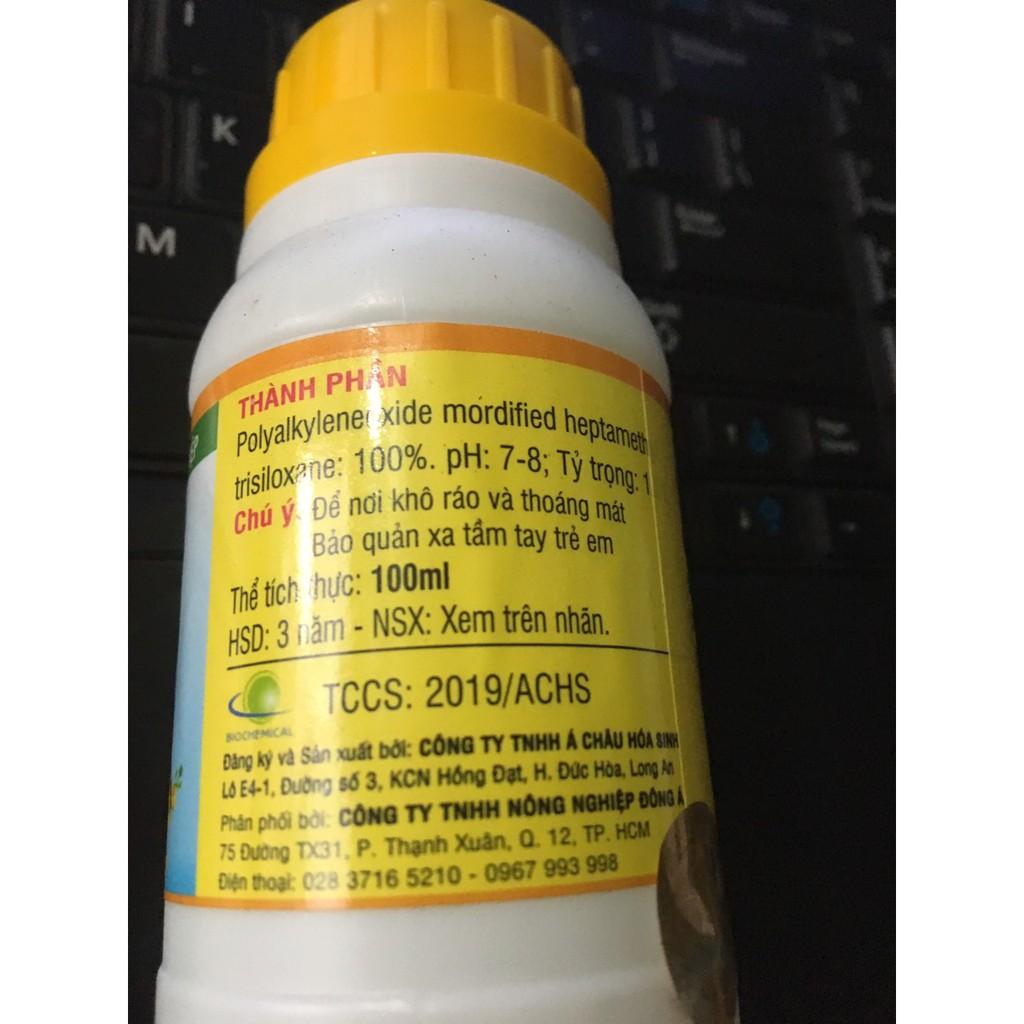 K
M
THÀNH PHẦN
Polyalkyleneoxide mordified heptameth
trisiloxane: 100%. pH: 7-8; Tỷ trọng: 1
Chú ý: Để nơi khô ráo và thoáng mát
Bảo quản xa tầm tay trẻ em
Thể tích thực: 100ml
HSD: 3 năm - NSX: Xem trên nhãn.
TCCS: 2019/ACHS
BIOCHEMICAL
Đăng ký và Sản xuất bởi: CÔNG TY TNHH Á CHÂU HÓA SINH
Lô E4-1, Đường số 3, KCN Hồng Đạt, H. Đức Hòa, Long An
Phân phối bởi: CÔNG TY TNHH NÔNG NGHIỆP ĐÔNG Á
75 Đường TX31, P. Thạnh Xuân, Q. 12, TP. HCM
Điện thoại: 028 3716 5210 - 0967 993 998